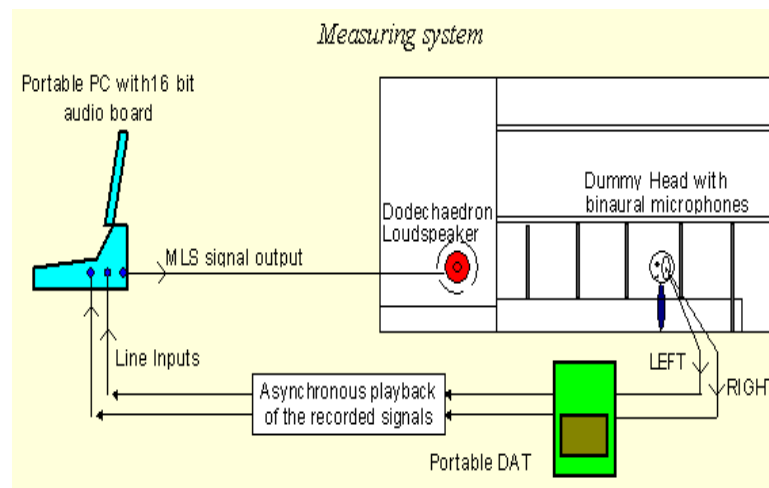 Measuring system
Portable PC with16 bit
audio board
Dodechaedron
Loudspeaker
Dummy Head with
binaural microphones
MLS signal output
Line Inputs
LEFT
RIGHT
Asynchronous playback
of the recorded signals
Portable DAT